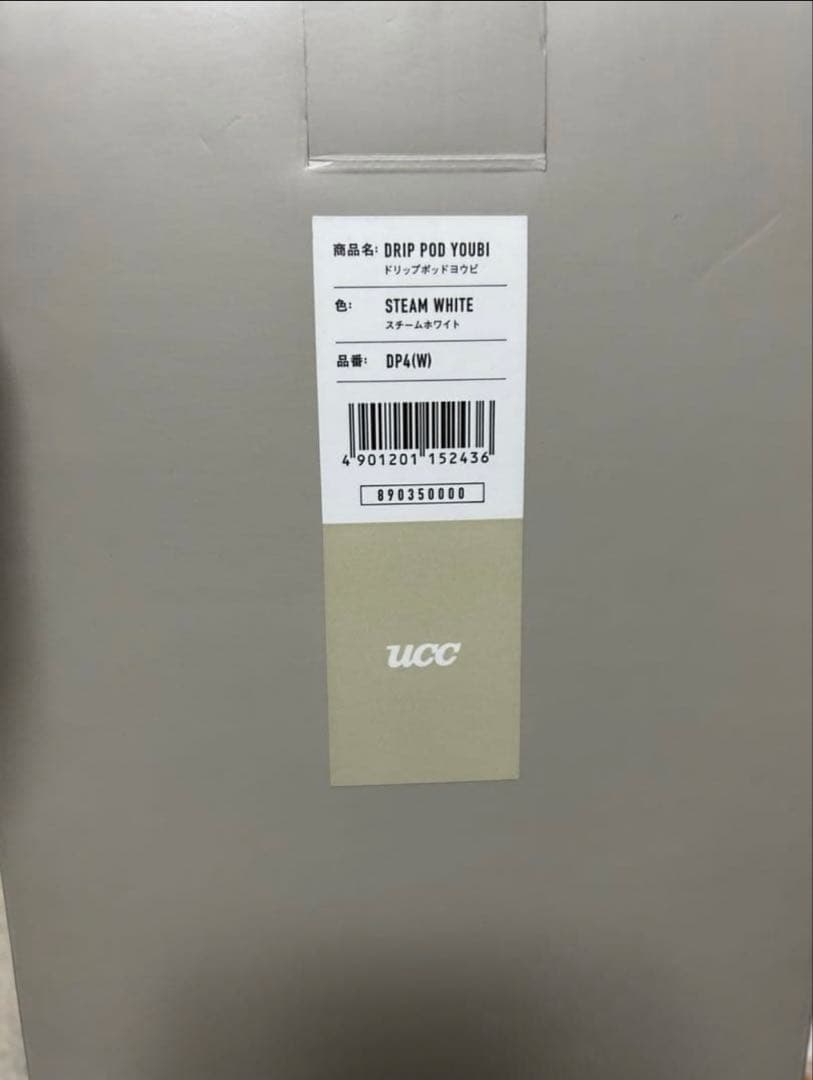 商品名: DRIP POD YOUBI
ドリップポッドヨウビ
色: STEAM WHITE
スチームホワイト
品番: DP4(W)
4 901201 152436
890350000
ucc